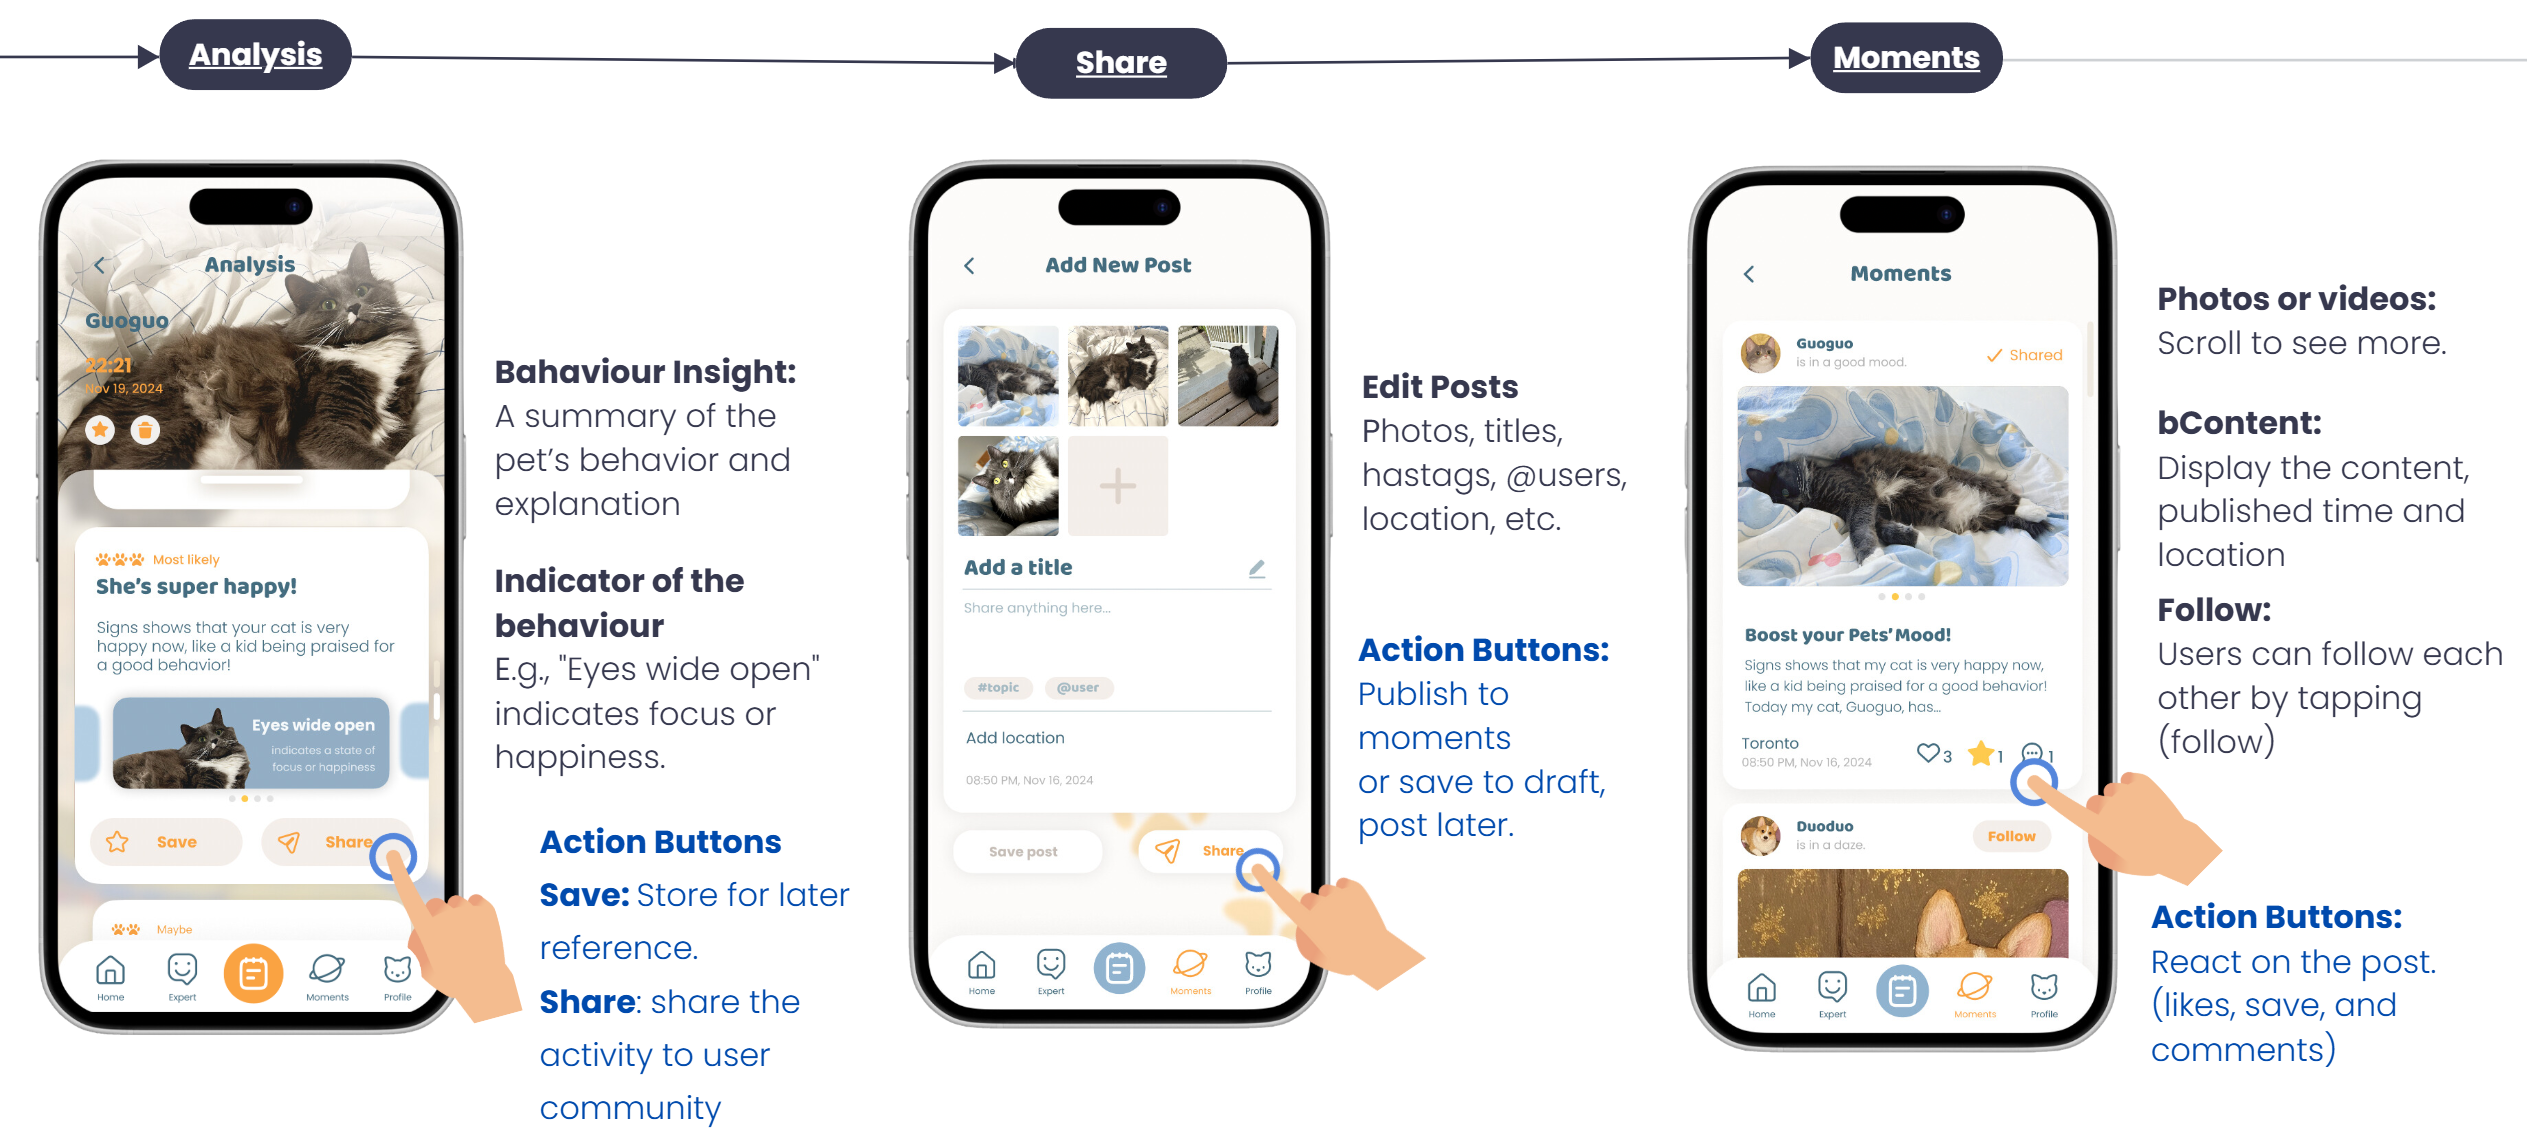 Analysis
Share
Moments
Analysis
Guoguo
22:21
Nov 19, 2024
Most likely
She's super happy!
Signs shows that your cat is very
happy now, like a kid being praised for
a good behavior!
Eyes wide open
indicates a state of
focus or happiness
Save
Share
Maybe
Home
Expert
Moments
Profile
Bahaviour Insight:
A summary of the
pet's behavior and
explanation
Indicator of the
behaviour
E.g., "Eyes wide open"
indicates focus or
happiness.
Action Buttons
Save: Store for later
reference.
Share: share the
activity to user
community
Add New Post
Add a title
Share anything here...
#topic
@user
Add location
08:50 PM, Nov 16, 2024
Save post
Share
Home
Expert
Moments
Profile
Edit Posts
Photos, titles,
hastags, @users,
location, etc.
Action Buttons:
Publish to
moments
or save to draft,
post later.
Moments
Guoguo
is in a good mood.
Shared
Boost your Pets' Mood!
Signs shows that my cat is very happy now,
like a kid being praised for a good behavior!
Today my cat, Guoguo, has...
Toronto
08:50 PM, Nov 16, 2024
3
1
1
Duoduo
is in a daze.
Follow
Home
Expert
Moments
Profile
Photos or videos:
Scroll to see more.
bContent:
Display the content,
published time and
location
Follow:
Users can follow each
other by tapping
(follow)
Action Buttons:
React on the post.
(likes, save, and
comments)